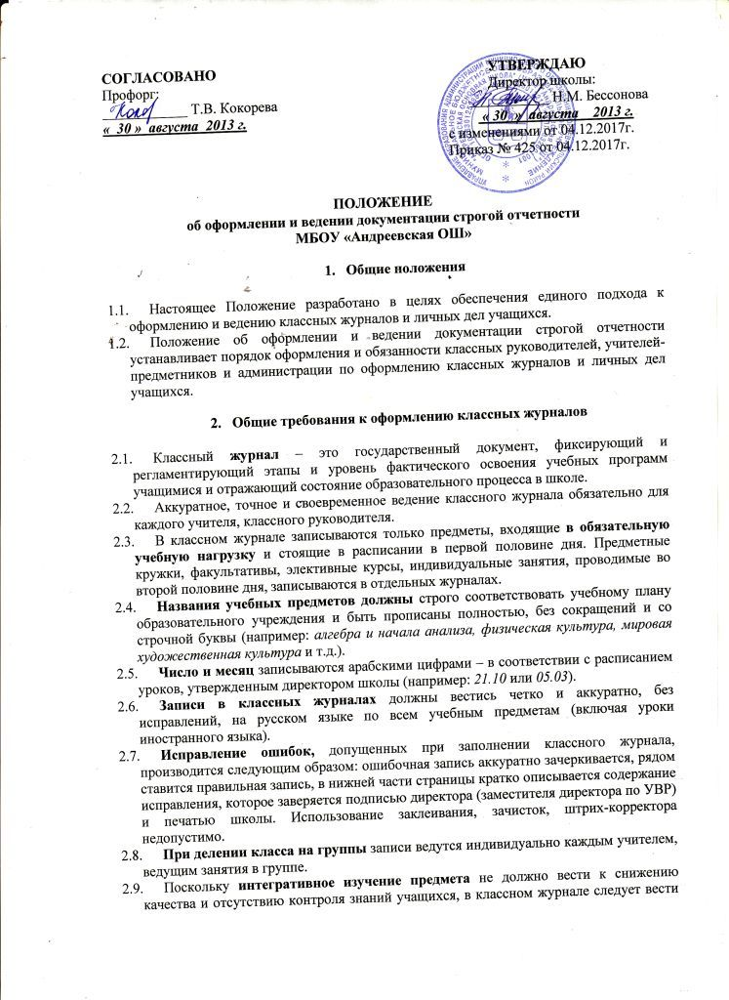 СОГЛАСОВАНО
Профорг:
____________ Т.В. Кокорева
« 30 » августа 2013 г.
УТВЕРЖДАЮ
Директор школы:
Н.М. Бессонова
« 30 » августа 2013 г.
с изменениями от 04.12.2017г.
Приказ № 425 от 04.12.2017г.
ПОЛОЖЕНИЕ
об оформлении и ведении документации строгой отчетности
МБОУ «Андреевская ОШ»
1. Общие положения
1.1. Настоящее Положение разработано в целях обеспечения единого подхода к
оформлению и ведению классных журналов и личных дел учащихся.
1.2. Положение об оформлении и ведении документации строгой отчетности
устанавливает порядок оформления и обязанности классных руководителей, учителей-
предметников и администрации по оформлению классных журналов и личных дел
учащихся.
2. Общие требования к оформлению классных журналов
2.1. Классный журнал – это государственный документ, фиксирующий и
регламентирующий этапы и уровень фактического освоения учебных программ
учащимися и отражающий состояние образовательного процесса в школе.
2.2. Аккуратное, точное и своевременное ведение классного журнала обязательно для
каждого учителя, классного руководителя.
2.3. В классном журнале записываются только предметы, входящие в обязательную
учебную нагрузку и стоящие в расписании в первой половине дня. Предметные
кружки, факультативы, элективные курсы, индивидуальные занятия, проводимые во
второй половине дня, записываются в отдельных журналах.
2.4. Названия учебных предметов должны строго соответствовать учебному плану
образовательного учреждения и быть прописаны полностью, без сокращений и со
строчной буквы (например: алгебра и начала анализа, физическая культура, мировая
художественная культура и т.д.).
2.5. Число и месяц записываются арабскими цифрами – в соответствии с расписанием
уроков, утвержденным директором школы (например: 21.10 или 05.03).
2.6. Записи в классных журналах должны вестись четко и аккуратно, без
исправлений, на русском языке по всем учебным предметам (включая уроки
иностранного языка).
2.7. Исправление ошибок, допущенных при заполнении классного журнала,
производится следующим образом: ошибочная запись аккуратно зачеркивается, рядом
ставится правильная запись, в нижней части страницы кратко описывается содержание
исправления, которое заверяется подписью директора (заместителя директора по УВР)
и печатью школы. Использование заклеивания, зачисток, штрих-корректора
недопустимо.
2.8. При делении класса на группы записи ведутся индивидуально каждым учителем,
ведущим занятия в группе.
2.9. Поскольку интегративное изучение предмета не должно вести к снижению
качества и отсутствию контроля знаний учащихся, в классном журнале следует вести